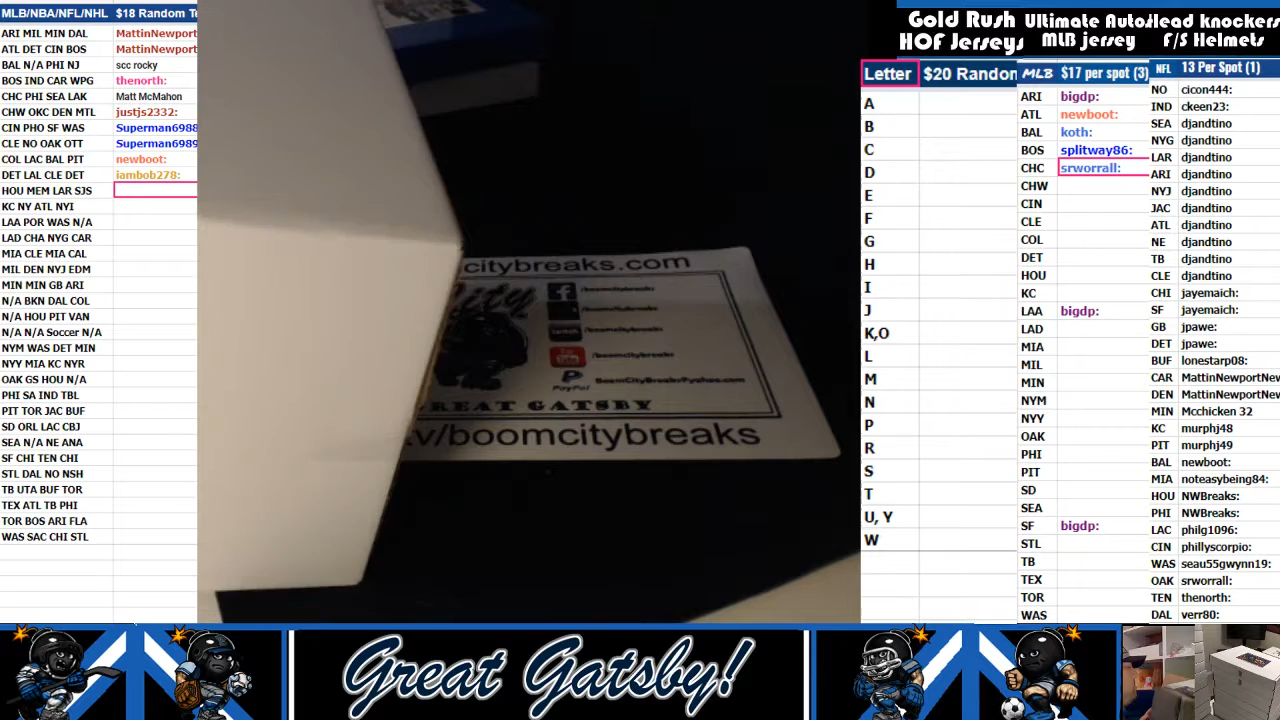 MLB/NBA/NFL/NHL $18 Random Te
ARI MIL MIN DAL MattinNewport
ATL DET CIN BOS MattinNewport
BAL N/A PHI NJ scc rocky
BOS IND CAR WPG thenorth:
CHC PHI SEA LAK Matt McMahon
CHW OKC DEN MTL justjs2332:
CIN PHO SF WAS Superman6988
CLE NO OAK OTT Superman6989
COL LAC BAL PIT newboot:
DET LAL CLE DET iambob278:
HOU MEM LAR SJS
KC NY ATL NYI
LAA POR WAS N/A
LAD CHA NYG CAR
MIA CLE MIA CAL
MIL DEN NYJ EDM
MIN MIN GB ARI
N/A BKN DAL COL
N/A HOU PIT VAN
N/A N/A Soccer N/A
NYM WAS DET MIN
NYY MIA KC NYR
OAK GS HOU N/A
PHI SA IND TBL
PIT TOR JAC BUF
SD ORL LAC CBJ
SEA N/A NE ANA
SF CHI TEN CHI
STL DAL NO NSH
TB UTA BUF TOR
TEX ATL TB PHI
TOR BOS ARI FLA
WAS SAC CHI STL
citybreaks.com
/boomcitybreaks
/boomcitybreaks
/boomcitybreaks
/boomcitybreaks
PayPal
BoomCityBreaks@yahoo.com
GREAT GATSBY
tv/boomcitybreaks
Gold Rush
HOF Jerseys
Ultimate Autos
MLB jersey
Head knockers
F/S Helmets
Letter $20 Random
A
B
C
D
E
F
G
H
I
J
K,O
L
M
N
P
R
S
T
U, Y
W
MLB $17 per spot (3)
ARI bigdp:
ATL newboot:
BAL koth:
BOS splitway86:
CHC srworrall:
CHW
CIN
CLE
COL
DET
HOU
KC
LAA bigdp:
LAD
MIA
MIL
MIN
NYM
NYY
OAK
PHI
PIT
SD
SEA
SF bigdp:
STL
TB
TEX
TOR
WAS
NFL 13 Per Spot (1)
NO cicon444:
IND ckeen23:
SEA djandtino
NYG djandtino
LAR djandtino
ARI djandtino
NYJ djandtino
JAC djandtino
ATL djandtino
NE djandtino
TB djandtino
CLE djandtino
CHI jayemaich:
SF jayemaich:
GB jpawe:
DET jpawe:
BUF lonestarp08:
CAR MattinNewportNew
DEN MattinNewportNew
MIN Mcchicken 32
KC murphj48
PIT murphj49
BAL newboot:
MIA noteasybeing84:
HOU NWBreaks:
PHI NWBreaks:
LAC philg1096:
CIN phillyscorpio:
WAS seau55gwynn19:
OAK srworrall:
TEN thenorth:
DAL verr80:
Great Gatsby!